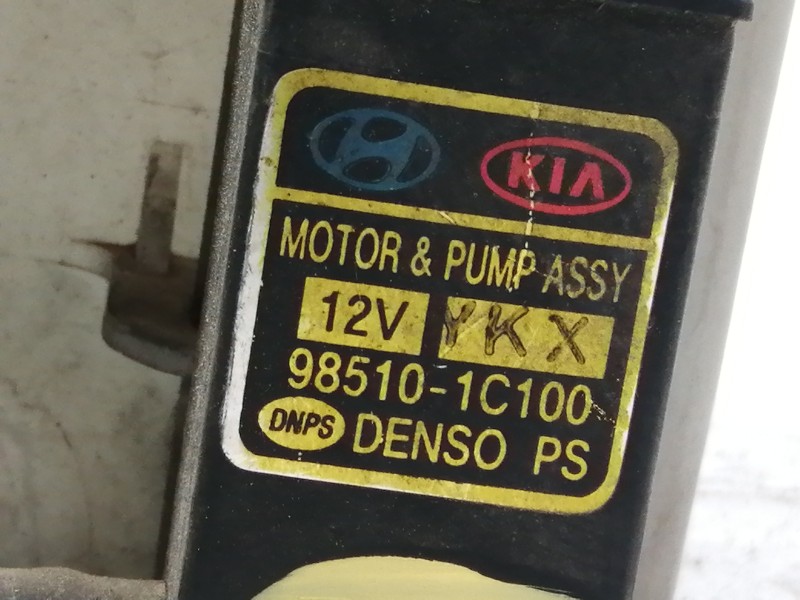 KIA
MOTOR & PUMP ASSY
12V YKX
98510-1C100
DNPS DENSO PS